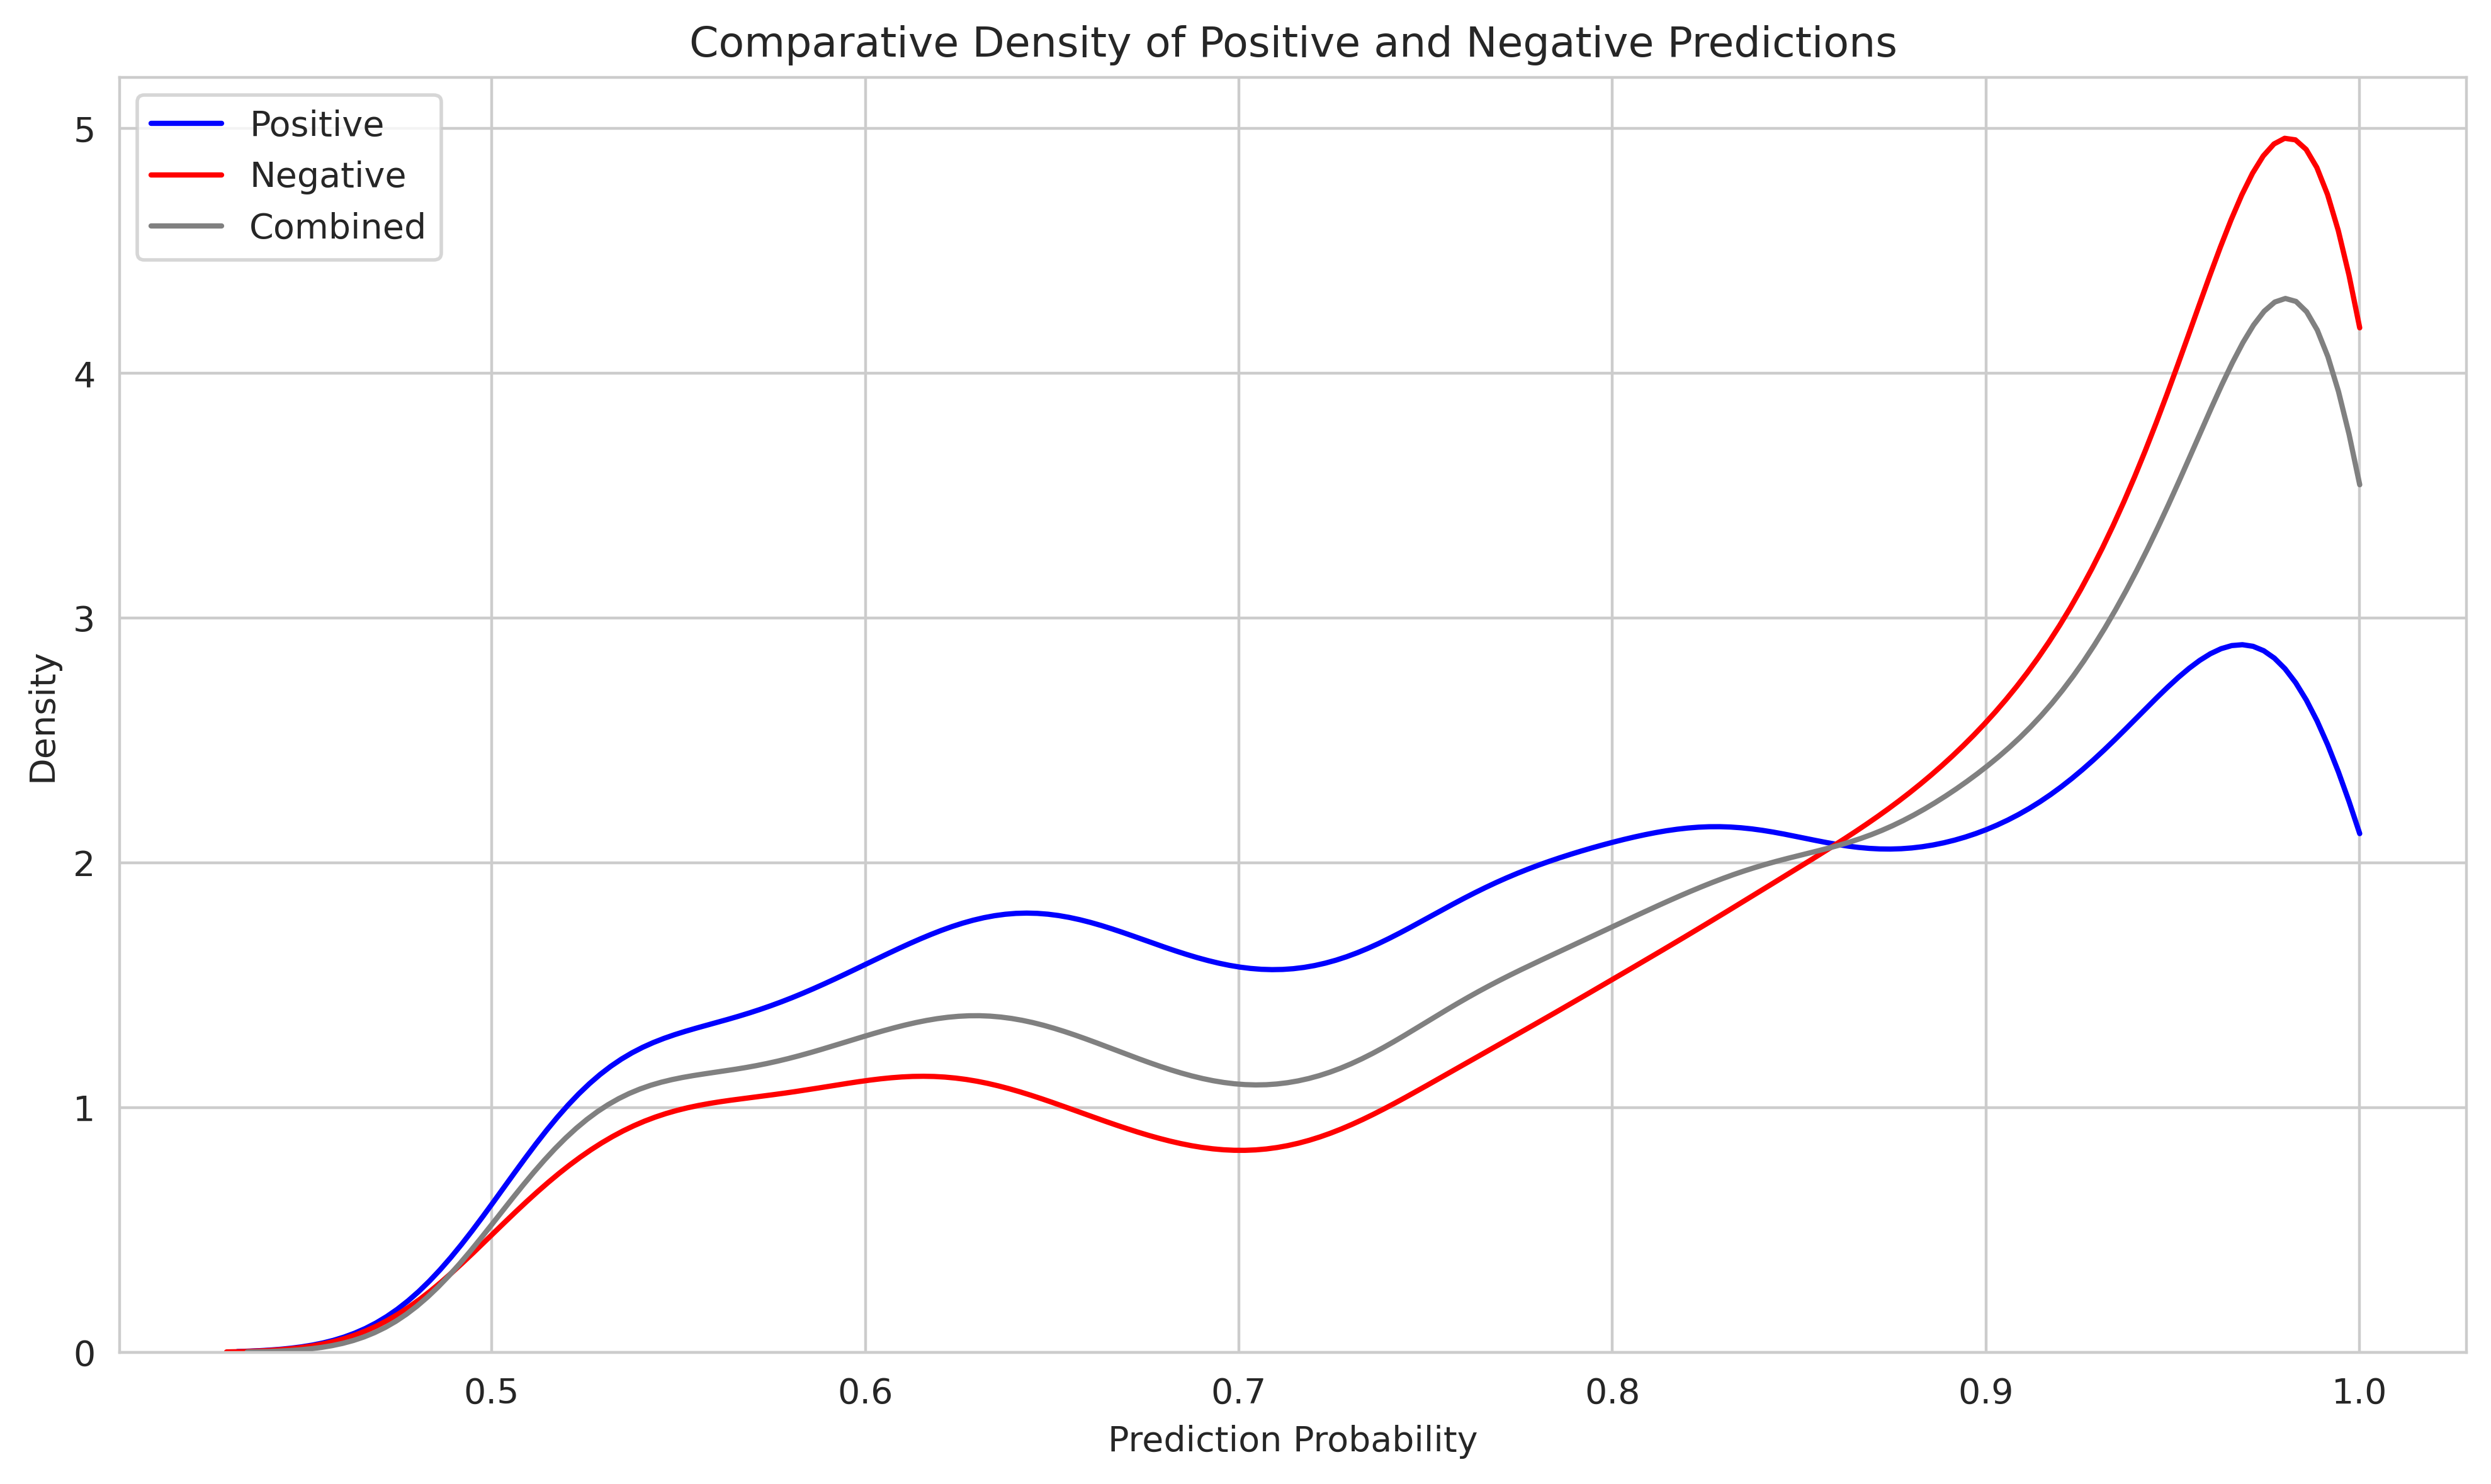 Comparative Density of Positive and Negative Predictions
Positive
Negative
Combined
5
4
3
2
1
0
Density
0.5 0.6 0.7 0.8 0.9 1.0
Prediction Probability